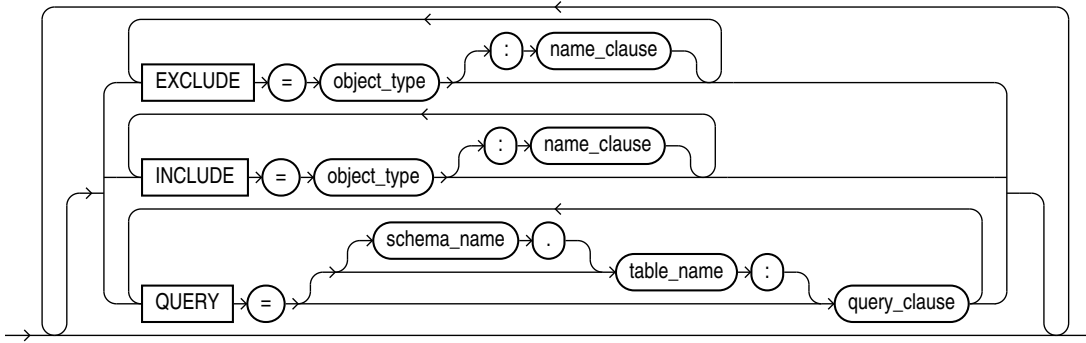 : name_clause
EXCLUDE = object_type
: name_clause
INCLUDE = object_type
schema_name .
table_name :
QUERY = query_clause